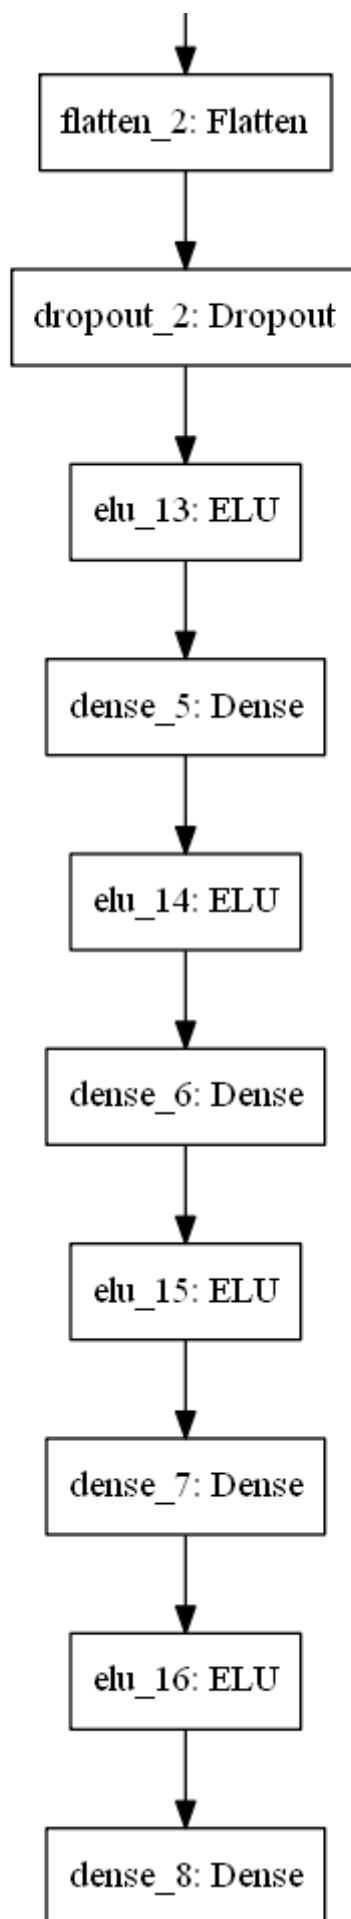 flatten_2: Flatten
dropout_2: Dropout
elu_13: ELU
dense_5: Dense
elu_14: ELU
dense_6: Dense
elu_15: ELU
dense_7: Dense
elu_16: ELU
dense_8: Dense